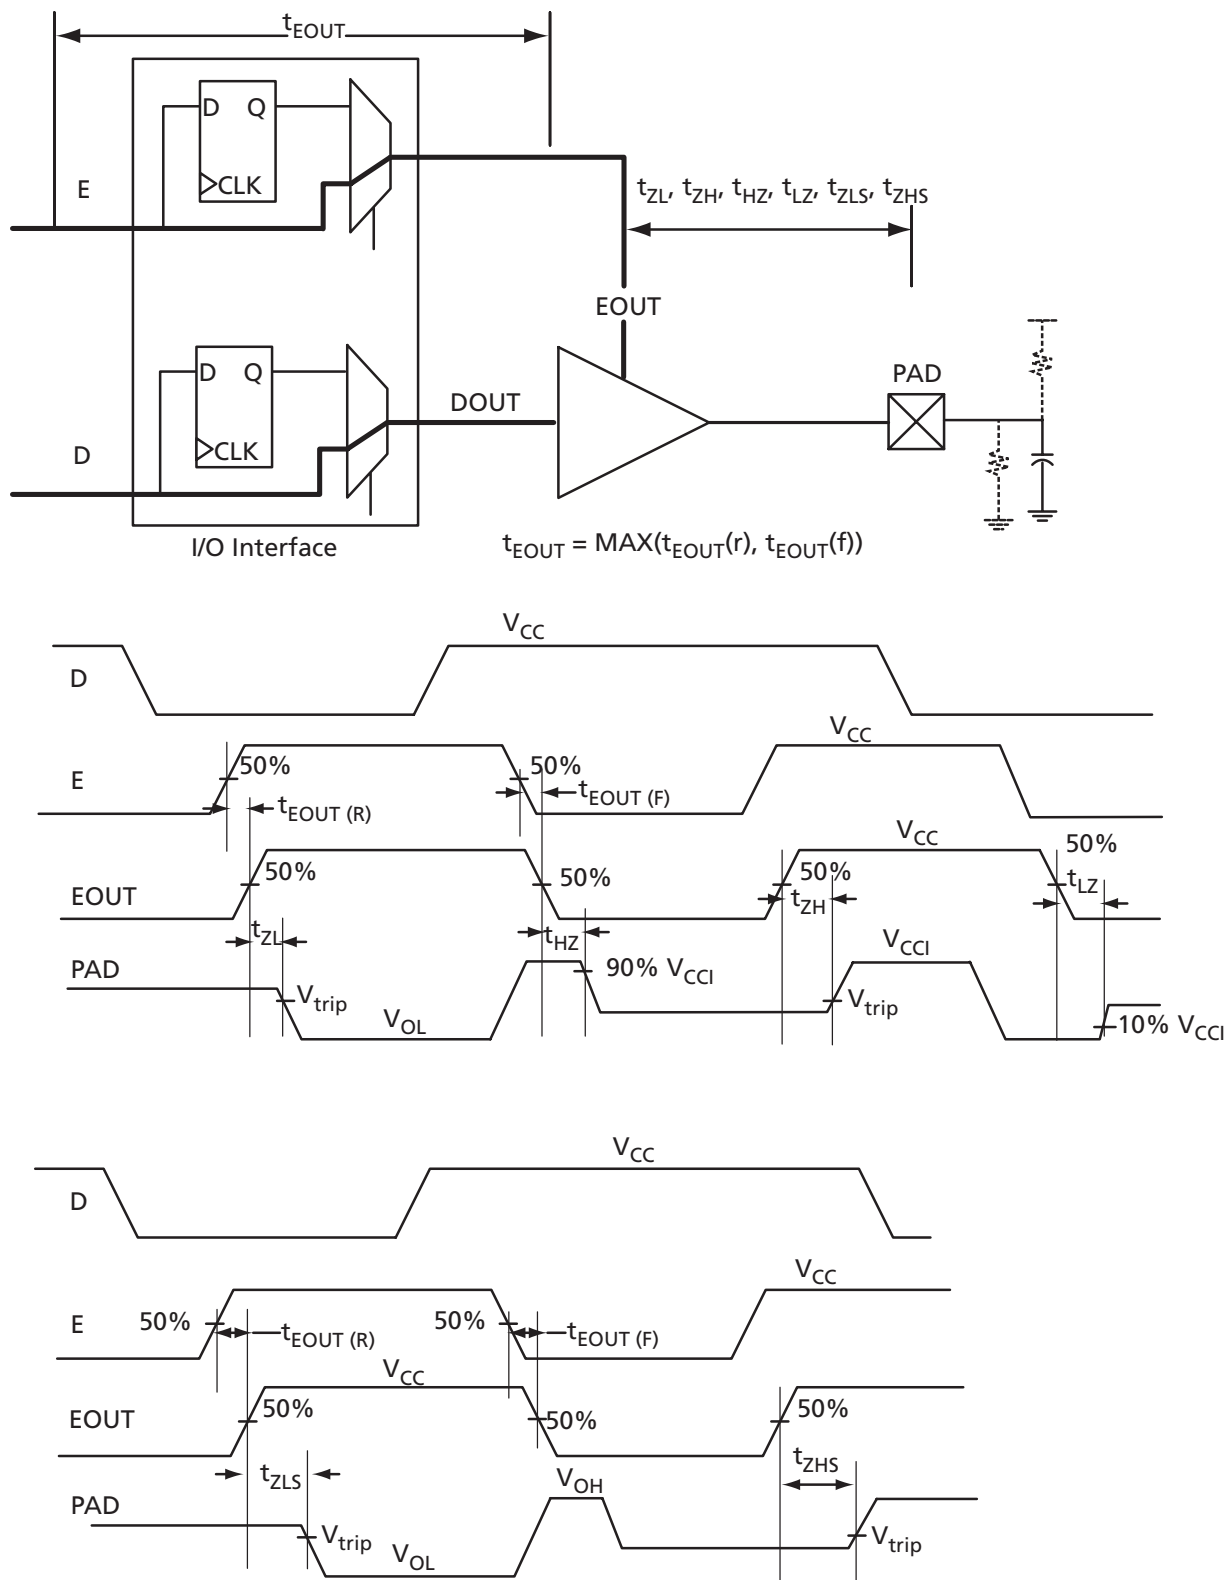 tEOUT
D Q
CLK
E
tZL, tZH, tHZ, tLZ, tZLS, tZHS
EOUT
D Q
CLK
DOUT
PAD
D
I/O Interface
tEOUT = MAX(tEOUT(r), tEOUT(f))
VCC
D
VCC
50% 50%
E
tEOUT (R) tEOUT (F)
VCC 50%
50% 50% 50% tLZ
EOUT
tZH
tZL tHZ
PAD VCCI
90% VCCI
Vtrip Vtrip
VOL 10% VCCI
VCC
D
VCC
50% 50%
E
tEOUT (R) tEOUT (F)
VCC
EOUT 50% 50% 50%
tZLS tZHS
VOH
PAD
Vtrip Vtrip
VOL